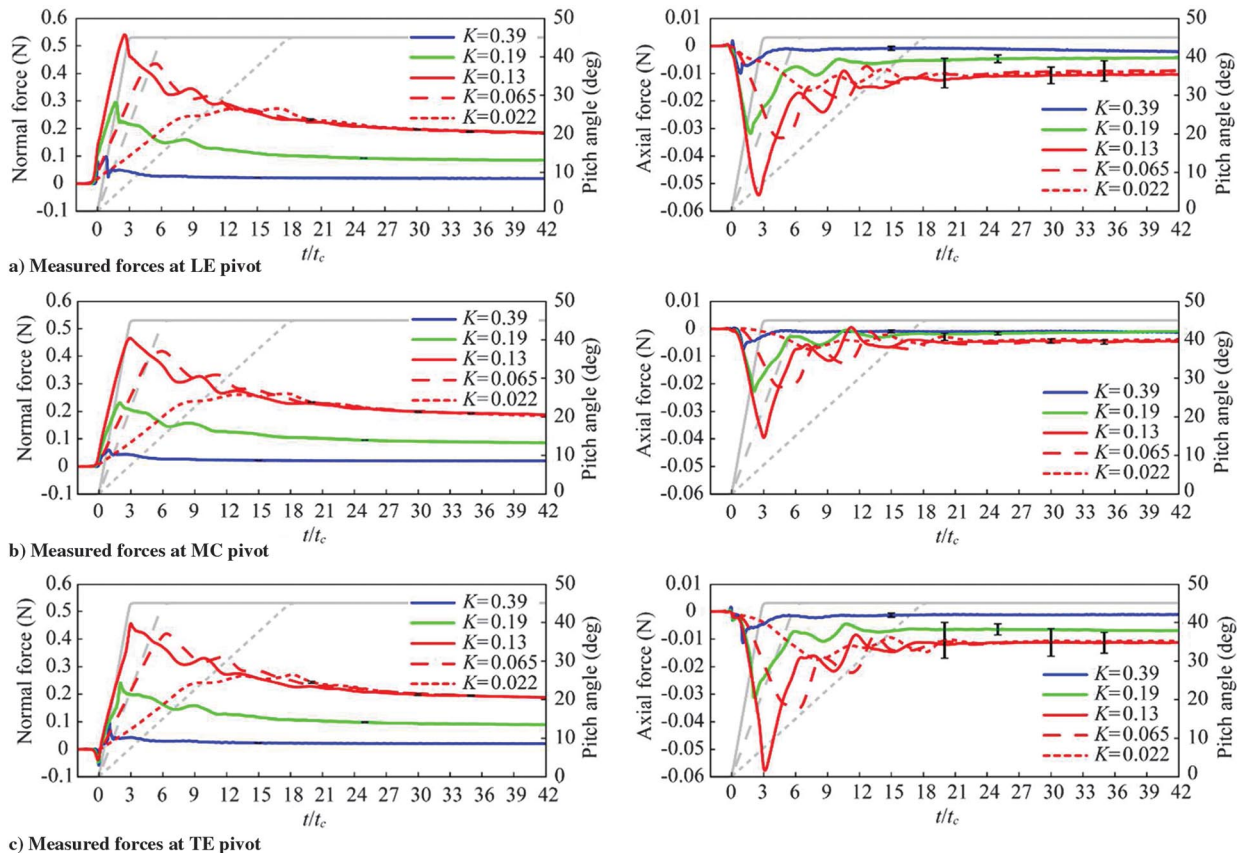 Normal force (N)
0.6
0.5
0.4
0.3
0.2
0.1
0
-0.1
K=0.39
K=0.19
K=0.13
K=0.065
K=0.022
50
40
30
20
10
0
Pitch angle (deg)
0 3 6 9 12 15 18 21 24 27 30 33 36 39 42
t/tc
Axial force (N)
0.01
0
-0.01
-0.02
-0.03
-0.04
-0.05
-0.06
K=0.39
K=0.19
K=0.13
K=0.065
K=0.022
50
40
30
20
10
0
Pitch angle (deg)
0 3 6 9 12 15 18 21 24 27 30 33 36 39 42
t/tc
a) Measured forces at LE pivot
Normal force (N)
0.6
0.5
0.4
0.3
0.2
0.1
0
-0.1
K=0.39
K=0.19
K=0.13
K=0.065
K=0.022
50
40
30
20
10
0
Pitch angle (deg)
0 3 6 9 12 15 18 21 24 27 30 33 36 39 42
t/tc
Axial force (N)
0.01
0
-0.01
-0.02
-0.03
-0.04
-0.05
-0.06
K=0.39
K=0.19
K=0.13
K=0.065
K=0.022
50
40
30
20
10
0
Pitch angle (deg)
0 3 6 9 12 15 18 21 24 27 30 33 36 39 42
t/tc
b) Measured forces at MC pivot
Normal force (N)
0.6
0.5
0.4
0.3
0.2
0.1
0
-0.1
K=0.39
K=0.19
K=0.13
K=0.065
K=0.022
50
40
30
20
10
0
Pitch angle (deg)
0 3 6 9 12 15 18 21 24 27 30 33 36 39 42
t/tc
Axial force (N)
0.01
0
-0.01
-0.02
-0.03
-0.04
-0.05
-0.06
K=0.39
K=0.19
K=0.13
K=0.065
K=0.022
50
40
30
20
10
0
Pitch angle (deg)
0 3 6 9 12 15 18 21 24 27 30 33 36 39 42
t/tc
c) Measured forces at TE pivot